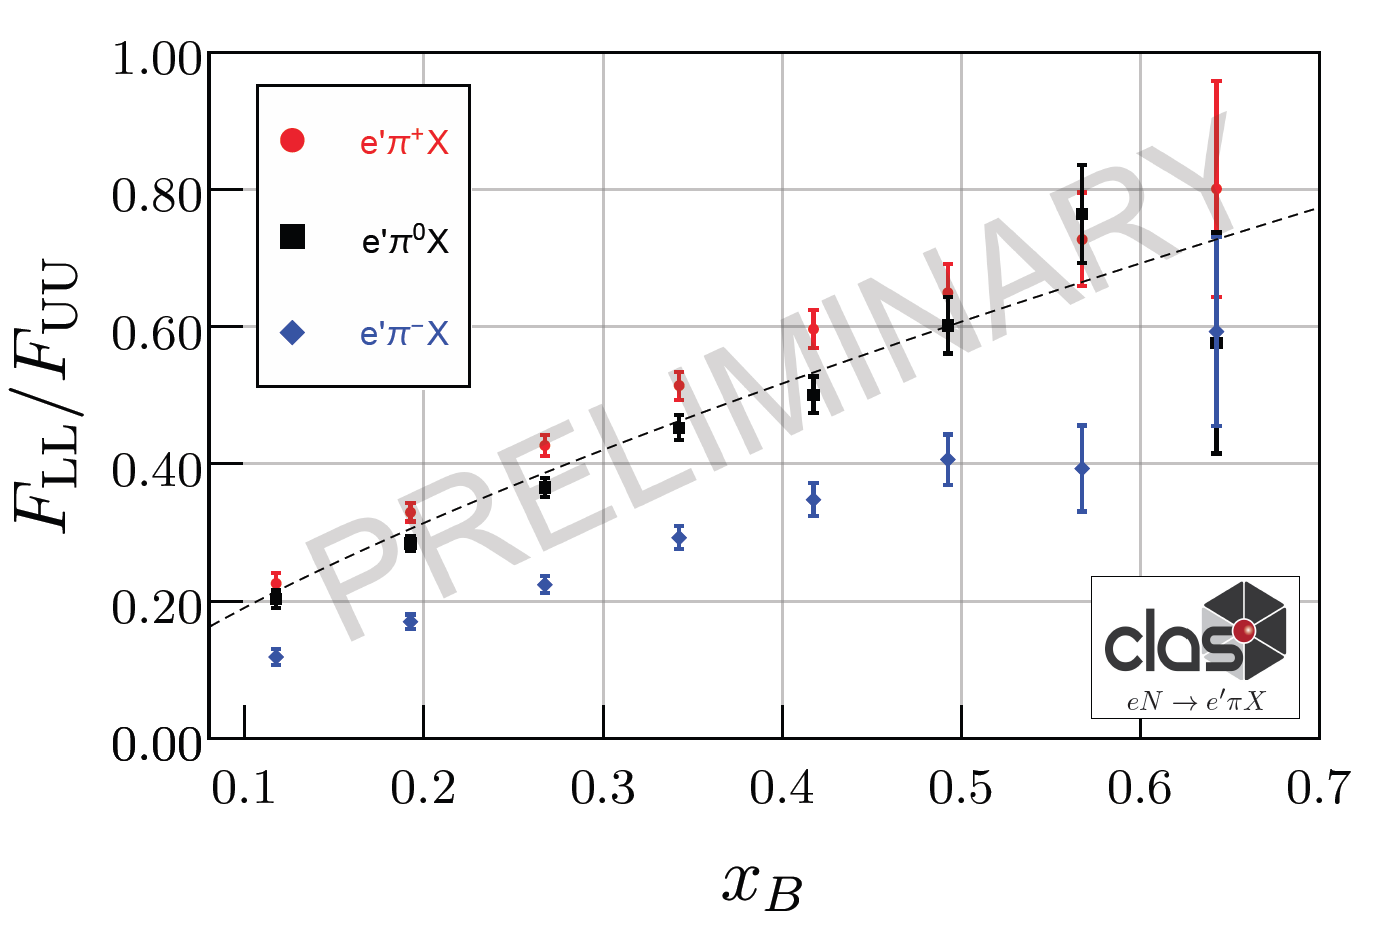 1.00
0.80
0.60
0.40
0.20
0.00
F_LL/F_UU
e'π⁺X
e'π⁰X
e'π⁻X
PRELIMINARY
clas
eN → e'πX
0.1 0.2 0.3 0.4 0.5 0.6 0.7
x_B